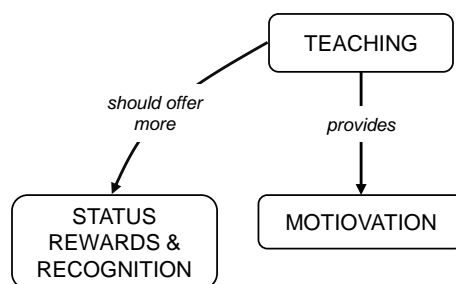 TEACHING
should offer
more
provides
STATUS
REWARDS &
RECOGNITION
MOTIOVATION